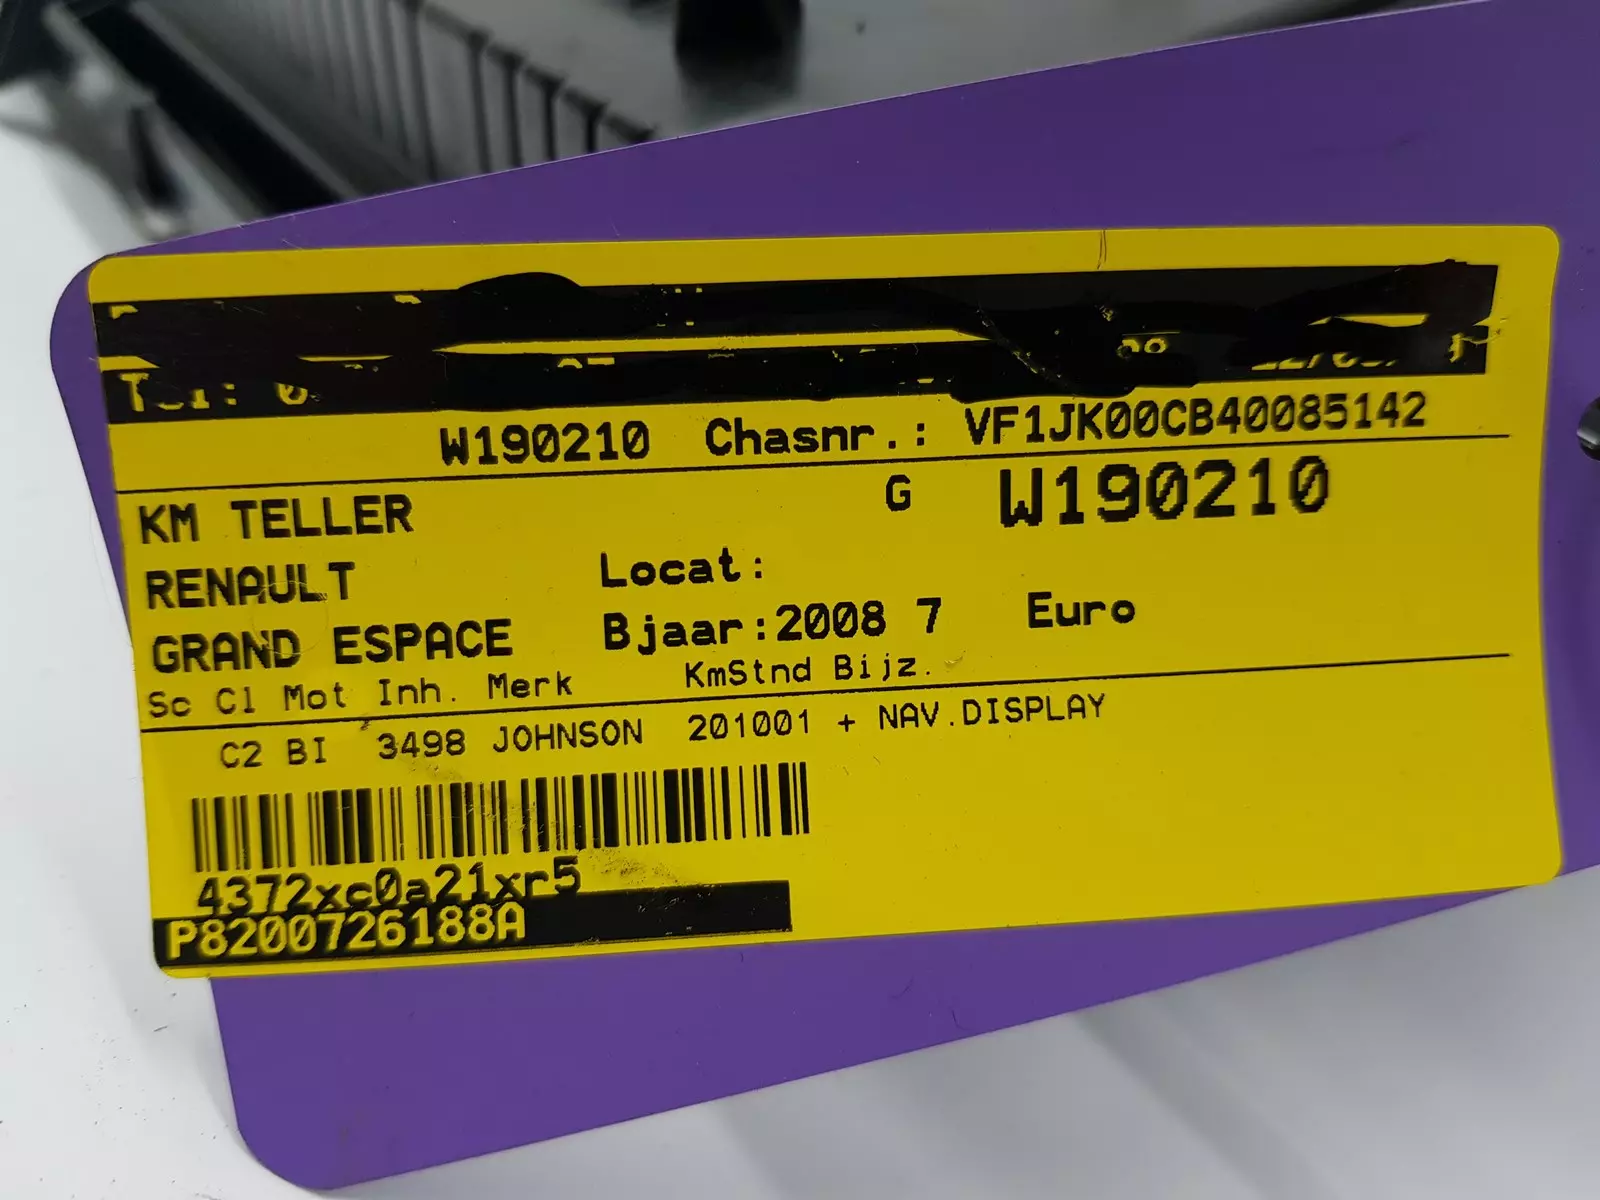 W190210 Chasnr.: VF1JK00CB40085142
KM TELLER G W190210
RENAULT Locat:
GRAND ESPACE Bjaar:2008 7 Euro
Sc Cl Mot Inh. Merk KmStnd Bijz.
C2 BI 3498 JOHNSON 201001 + NAV.DISPLAY
4372xc0a21xr5
P8200726188A